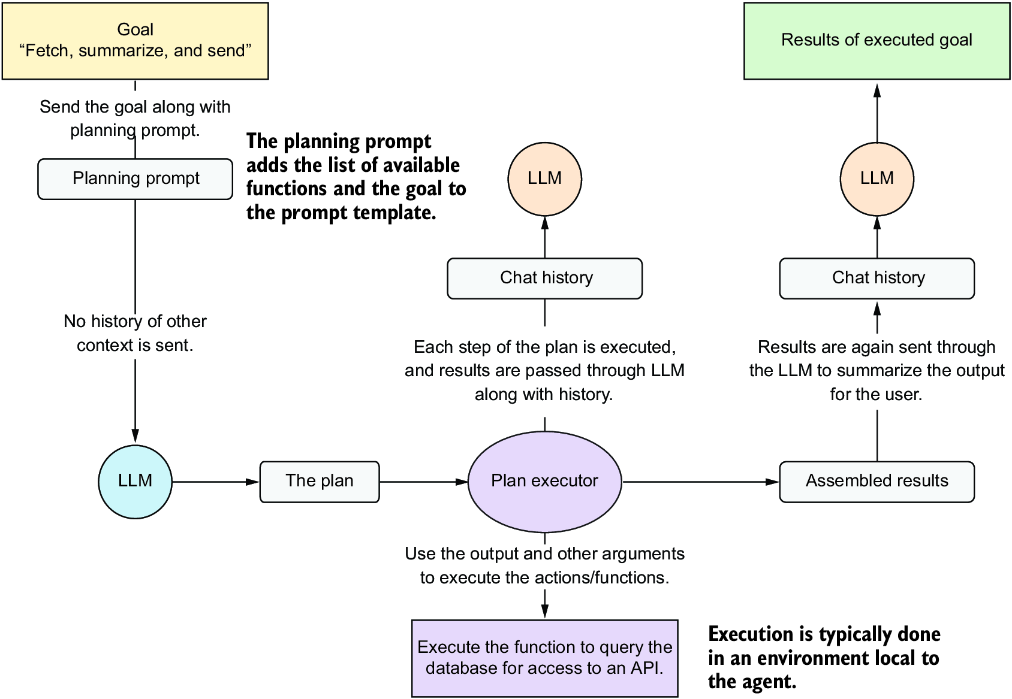 Goal
“Fetch, summarize, and send”
Send the goal along with
planning prompt.
Planning prompt
The planning prompt
adds the list of available
functions and the goal to
the prompt template.
No history of other
context is sent.
LLM
The plan
Plan executor
LLM
Chat history
Each step of the plan is executed,
and results are passed through LLM
along with history.
Use the output and other arguments
to execute the actions/functions.
Execute the function to query the
database for access to an API.
Execution is typically done
in an environment local to
the agent.
Assembled results
Results are again sent through
the LLM to summarize the output
for the user.
Chat history
LLM
Results of executed goal